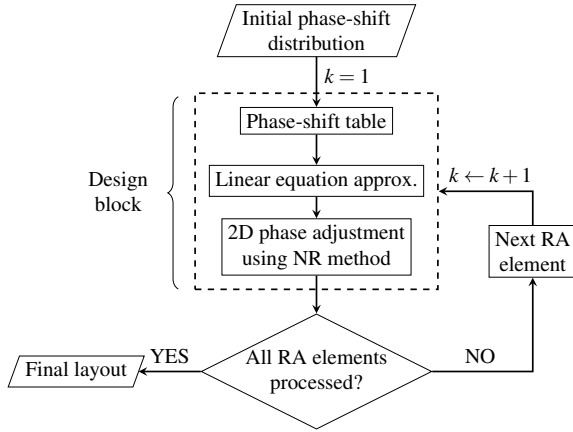 Initial phase-shift
distribution
k = 1
Phase-shift table
Linear equation approx.
2D phase adjustment
using NR method
Design
block
k ← k + 1
Next RA
element
All RA elements
processed?
YES
NO
Final layout